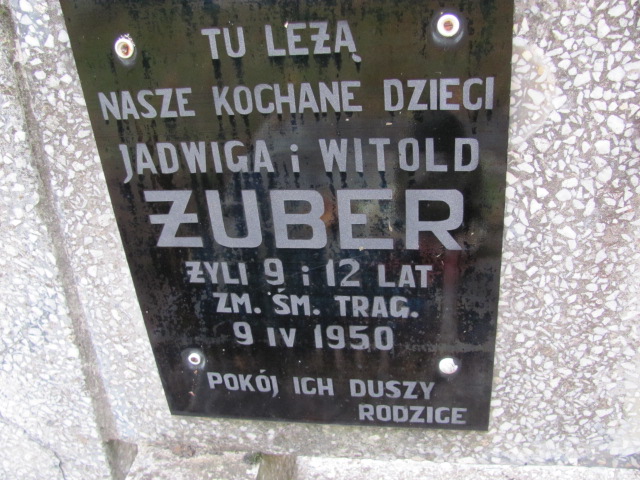 TU LEŻĄ
NASZE KOCHANE DZIECI
JADWIGA i WITOLD
ŻUBER
ŻYLI 9 i 12 LAT
ZM. ŚM. TRAG.
9 IV 1950
POKÓJ ICH DUSZY
RODZICE